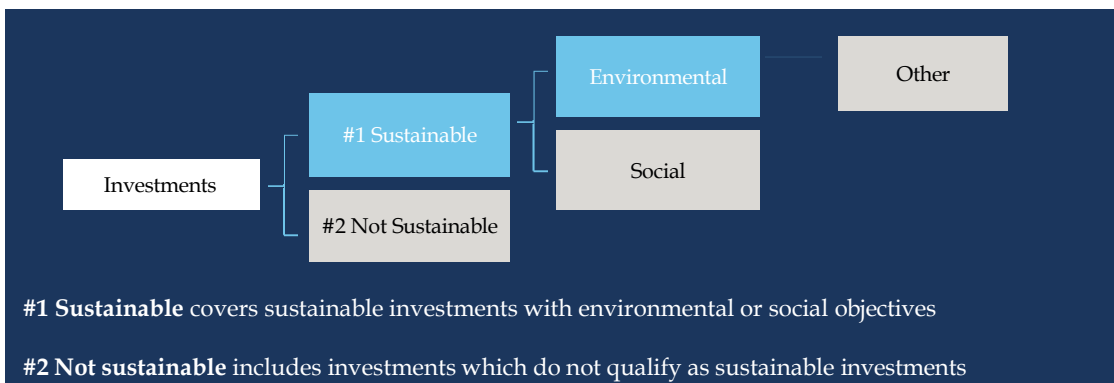 Environmental
Other
#1 Sustainable
Social
Investments
#2 Not Sustainable
#1 Sustainable covers sustainable investments with environmental or social objectives
#2 Not sustainable includes investments which do not qualify as sustainable investments